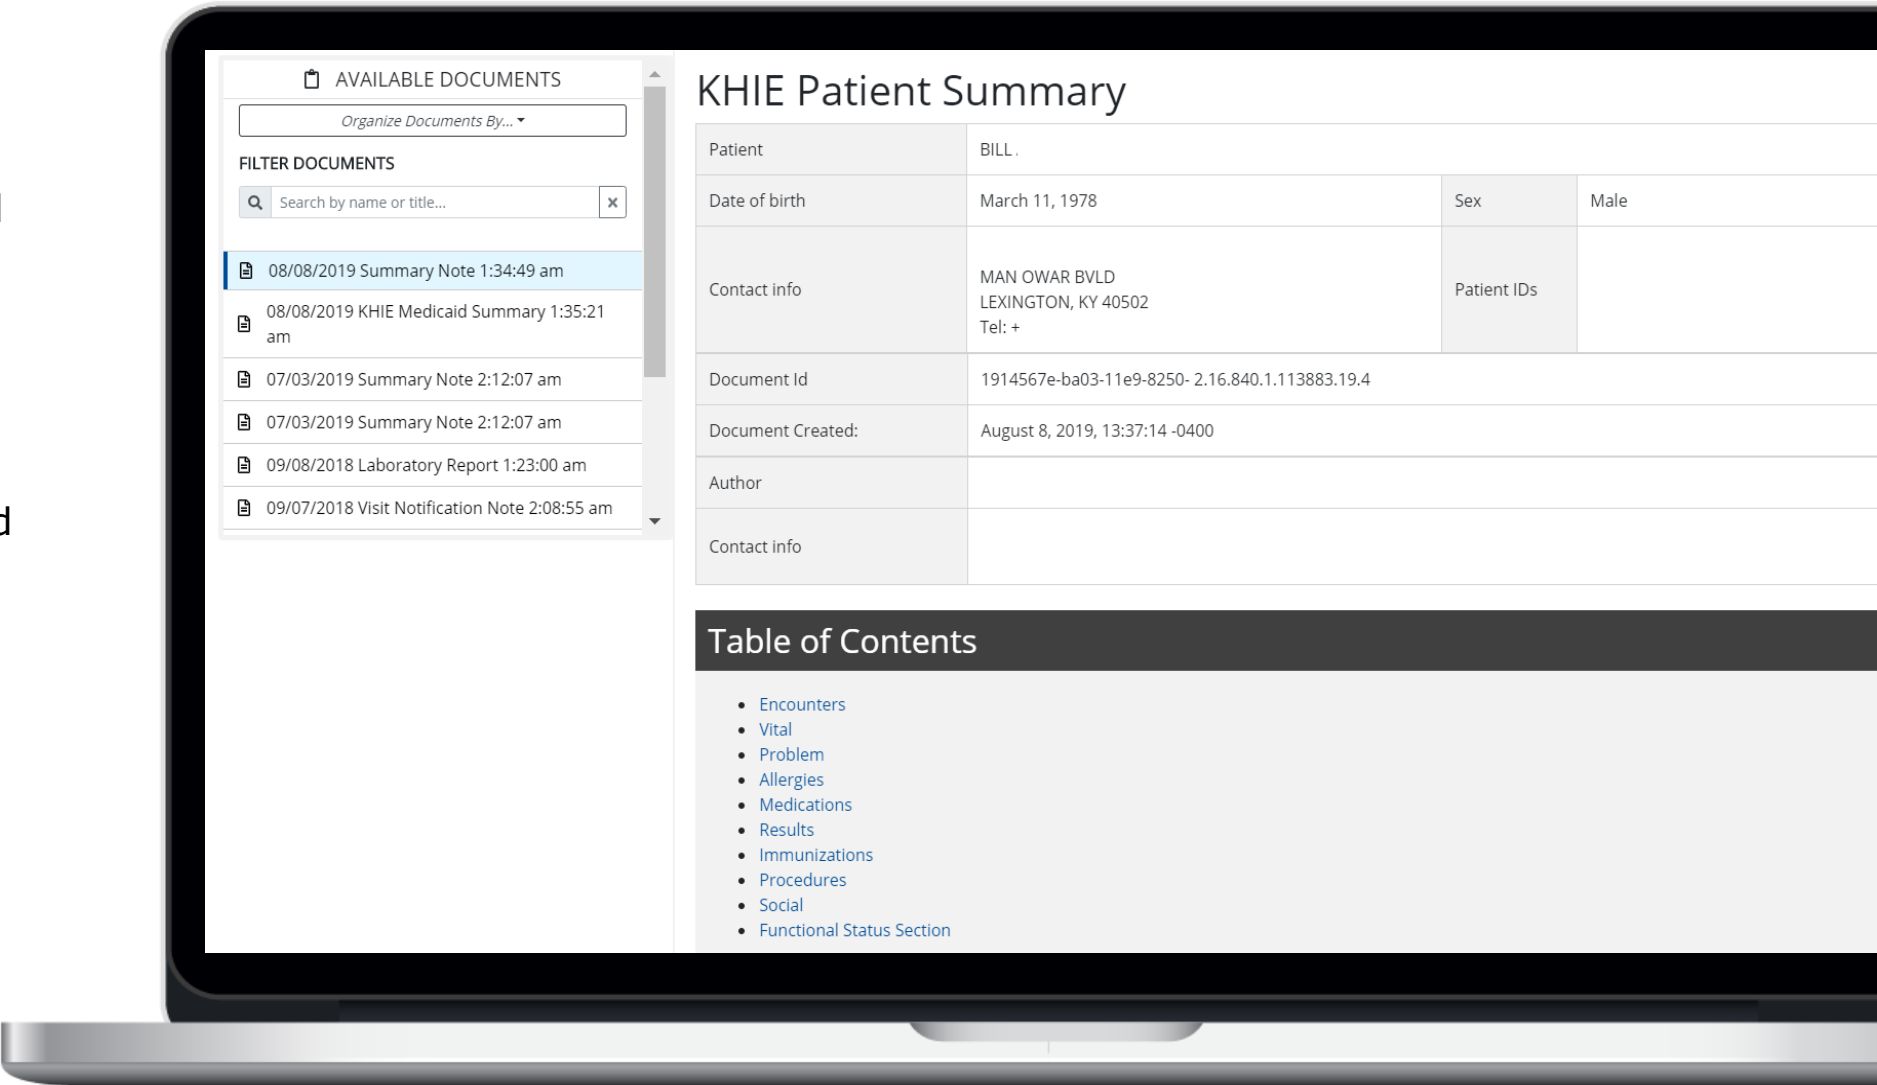 AVAILABLE DOCUMENTS
Organize Documents By...
FILTER DOCUMENTS
Search by name or title...
08/08/2019 Summary Note 1:34:49 am
08/08/2019 KHIE Medicaid Summary 1:35:21
am
07/03/2019 Summary Note 2:12:07 am
07/03/2019 Summary Note 2:12:07 am
09/08/2018 Laboratory Report 1:23:00 am
09/07/2018 Visit Notification Note 2:08:55 am
d
KHIE Patient Summary
Patient BILL .
Date of birth March 11, 1978 Sex Male
Contact info
MAN OWAR BVLD
LEXINGTON, KY 40502
Tel: +
Patient IDs
Document Id 1914567e-ba03-11e9-8250- 2.16.840.1.113883.19.4
Document Created: August 8, 2019, 13:37:14 -0400
Author
Contact info
Table of Contents
Encounters
Vital
Problem
Allergies
Medications
Results
Immunizations
Procedures
Social
Functional Status Section